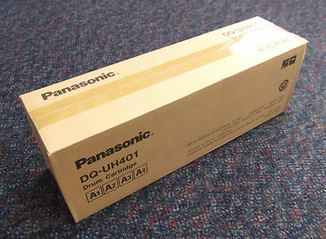 Panasonic
DQ-UH401
Panasonic
DQ-UH401
Drum Cartridge
A1 A2 A3 A4